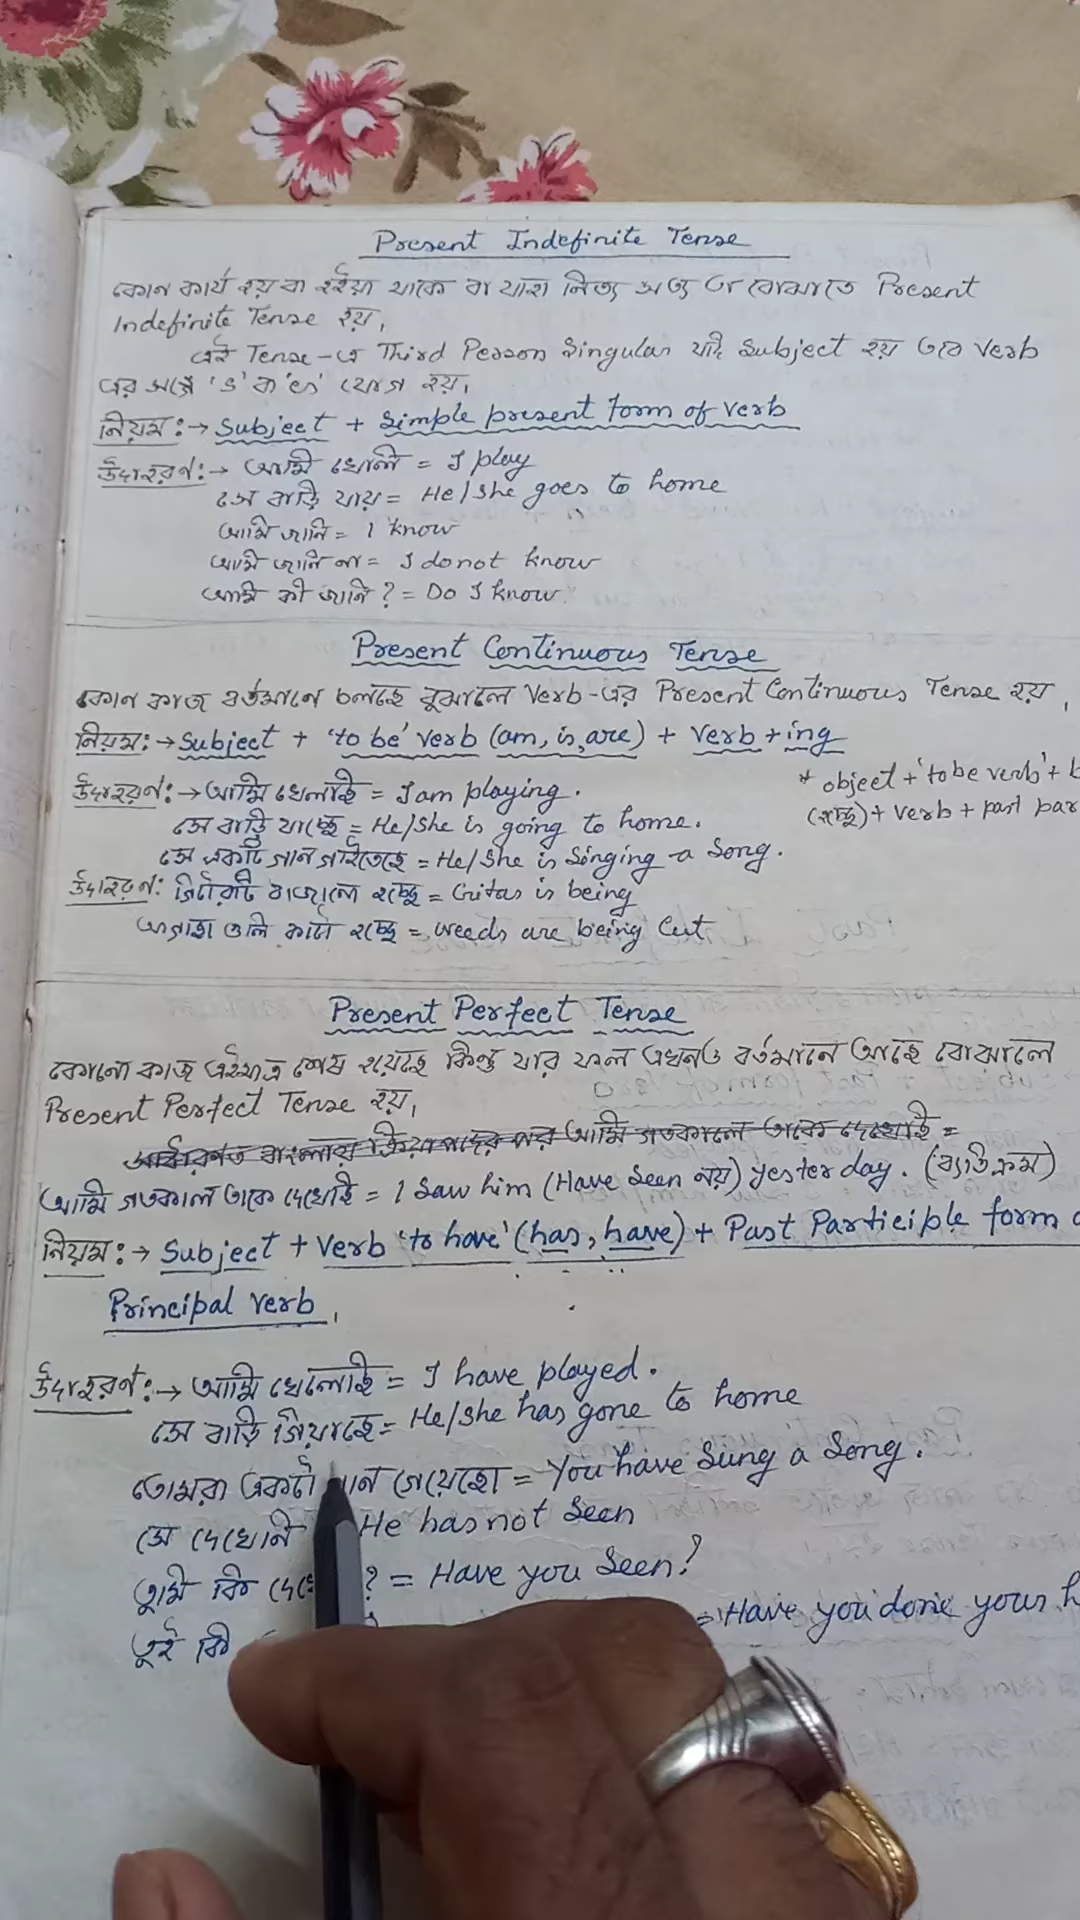 Present Indefinite Tense
কোন কার্য হয় বা হইয়া থাকে বা যাহা নিত্য সত্য তা বোঝাতে Present
Indefinite Tense হয়,
এই Tense-এ Third Person Singular যদি Subject হয় তবে Verb
এর সঙ্গে 's' বা 'es' যোগ হয়,
নিয়ম :→ Subject + Simple present form of verb
উদাহরণ :→ আমি খেলি = I play
সে বাড়ি যায় = He/She goes to home
আমি জানি = I know
আমি জানি না = I do not know
আমি কী জানি ? = Do I know.
Present Continuous Tense
কোন কাজ বর্তমানে চলছে বুঝালে Verb-এর Present Continuous Tense হয়,
নিয়ম :→ Subject + 'to be' verb (am, is, are) + Verb + ing
* object + 'to be verb' + b
উদাহরণ :→ আমি খেলছি = I am playing.
(হচ্ছে) + verb + past par
সে বাড়ি যাচ্ছে = He/She is going to home.
সে একটি গান গাইতেছে = He/She is Singing a Song.
উদাহরণ : গিটারটি বাজানো হচ্ছে = Guitar is being
আগাছা গুলি কাটা হচ্ছে = weeds are being Cut
Present Perfect Tense
কোনো কাজ এইমাত্র শেষ হয়েছে কিন্তু যার ফল এখনও বর্তমানে আছে বোঝালে
Present Perfect Tense হয়,
সাধারণত বাংলায় ক্রিয়াপদের পর আমি গতকালে তাকে দেখেছি =
আমি গতকাল তাকে দেখেছি = I Saw him (Have Seen নয়) yesterday. (ব্যতিক্রম)
নিয়ম :→ Subject + Verb 'to have' (has, have) + Past Participle form
Principal verb,
উদাহরণ :→ আমি খেলেছি = I have played.
সে বাড়ি গিয়াছে = He/She has gone to home
তোমরা একটা গান গেয়েছো = You have Sung a Song.
সে দেখেনি He has not Seen
তুমি কি ? = Have you Seen?
তুই কি = Have you done your h